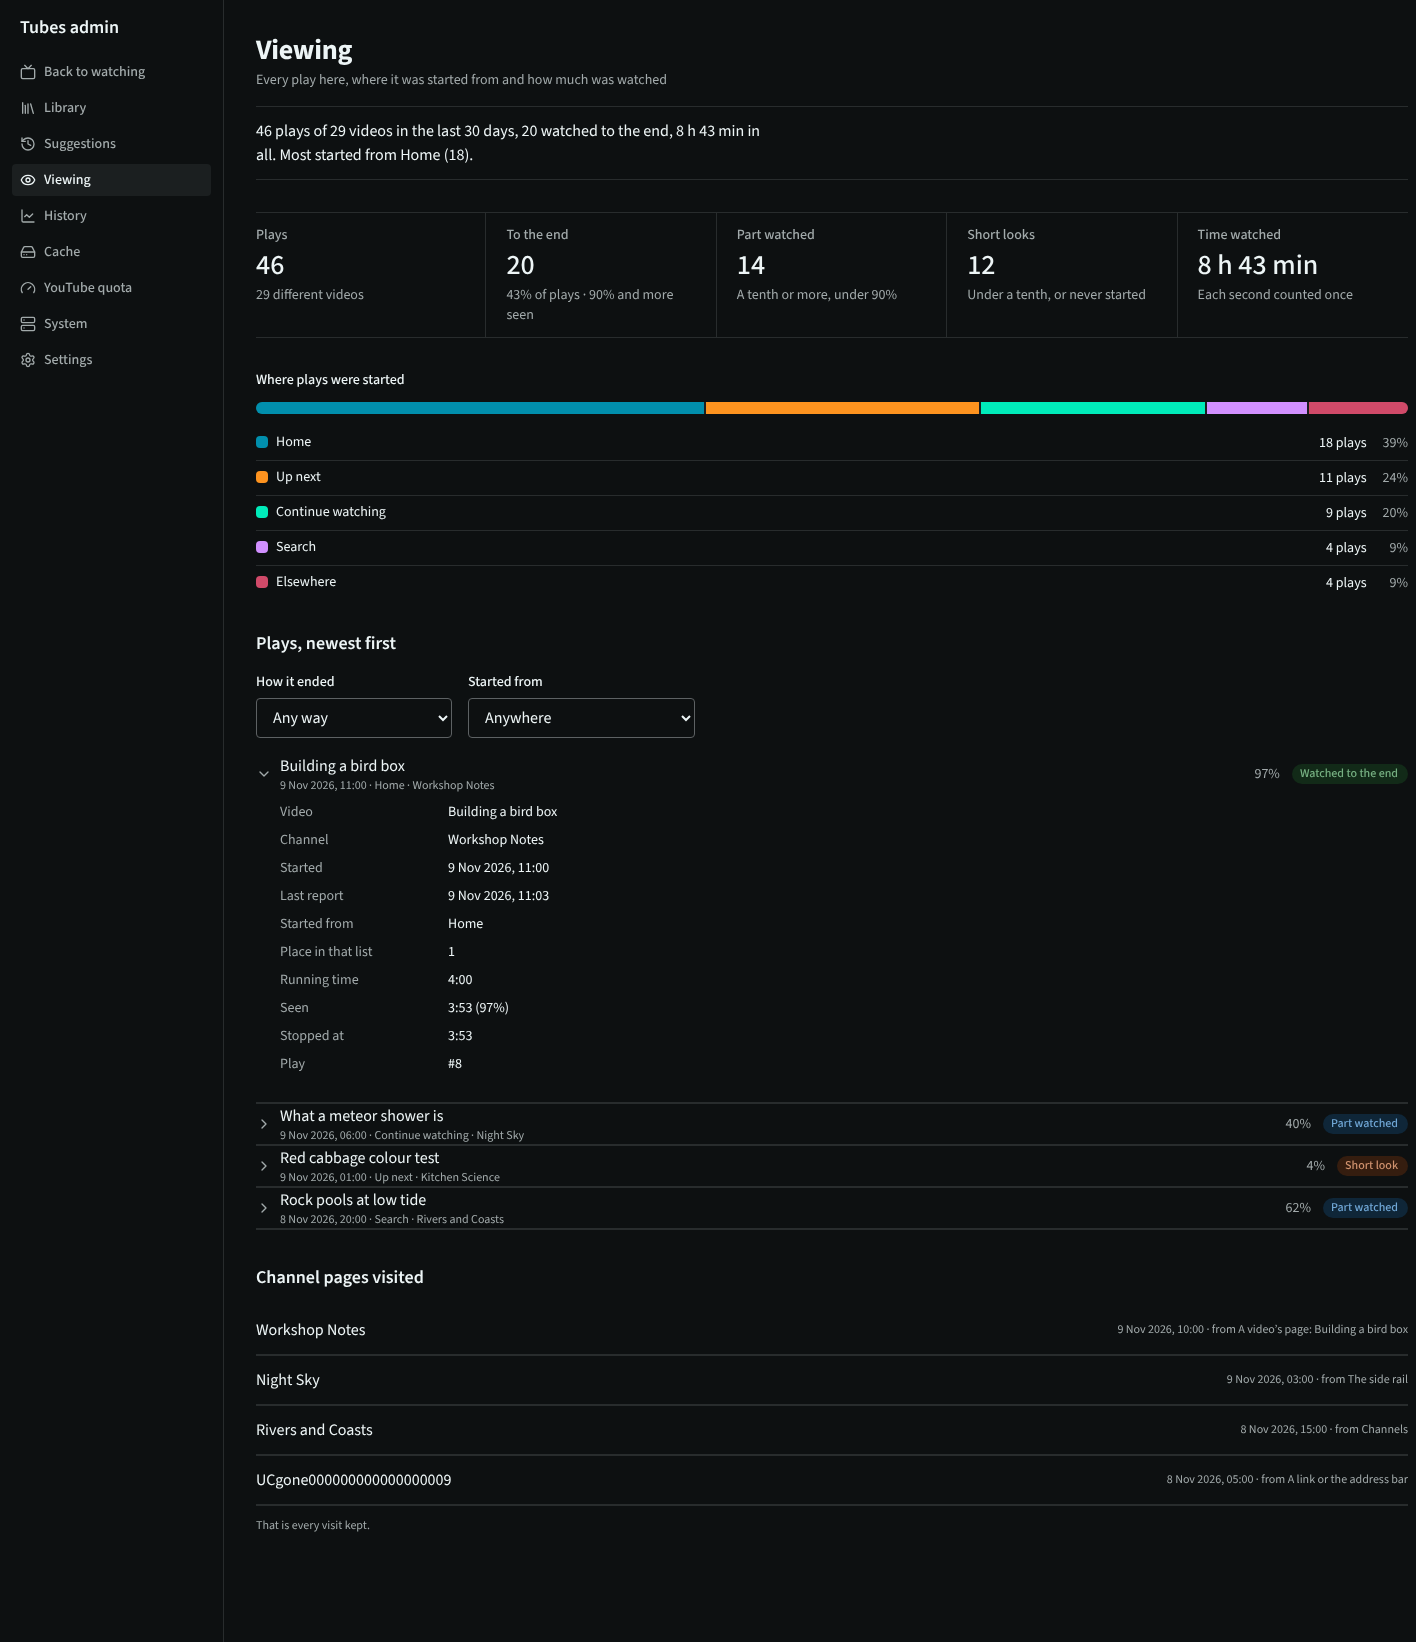 Tubes admin
Back to watching
Library
Suggestions
Viewing
History
Cache
YouTube quota
System
Settings
Viewing
Every play here, where it was started from and how much was watched
46 plays of 29 videos in the last 30 days, 20 watched to the end, 8 h 43 min in
all. Most started from Home (18).
Plays
46
29 different videos
To the end
20
43% of plays · 90% and more
seen
Part watched
14
A tenth or more, under 90%
Short looks
12
Under a tenth, or never started
Time watched
8 h 43 min
Each second counted once
Where plays were started
Home 18 plays 39%
Up next 11 plays 24%
Continue watching 9 plays 20%
Search 4 plays 9%
Elsewhere 4 plays 9%
Plays, newest first
How it ended Started from
Any way Anywhere
Building a bird box
9 Nov 2026, 11:00 · Home · Workshop Notes
97% Watched to the end
Video Building a bird box
Channel Workshop Notes
Started 9 Nov 2026, 11:00
Last report 9 Nov 2026, 11:03
Started from Home
Place in that list 1
Running time 4:00
Seen 3:53 (97%)
Stopped at 3:53
Play #8
What a meteor shower is
9 Nov 2026, 06:00 · Continue watching · Night Sky
40% Part watched
Red cabbage colour test
9 Nov 2026, 01:00 · Up next · Kitchen Science
4% Short look
Rock pools at low tide
8 Nov 2026, 20:00 · Search · Rivers and Coasts
62% Part watched
Channel pages visited
Workshop Notes 9 Nov 2026, 10:00 · from A video’s page: Building a bird box
Night Sky 9 Nov 2026, 03:00 · from The side rail
Rivers and Coasts 8 Nov 2026, 15:00 · from Channels
UCgone000000000000000009 8 Nov 2026, 05:00 · from A link or the address bar
That is every visit kept.